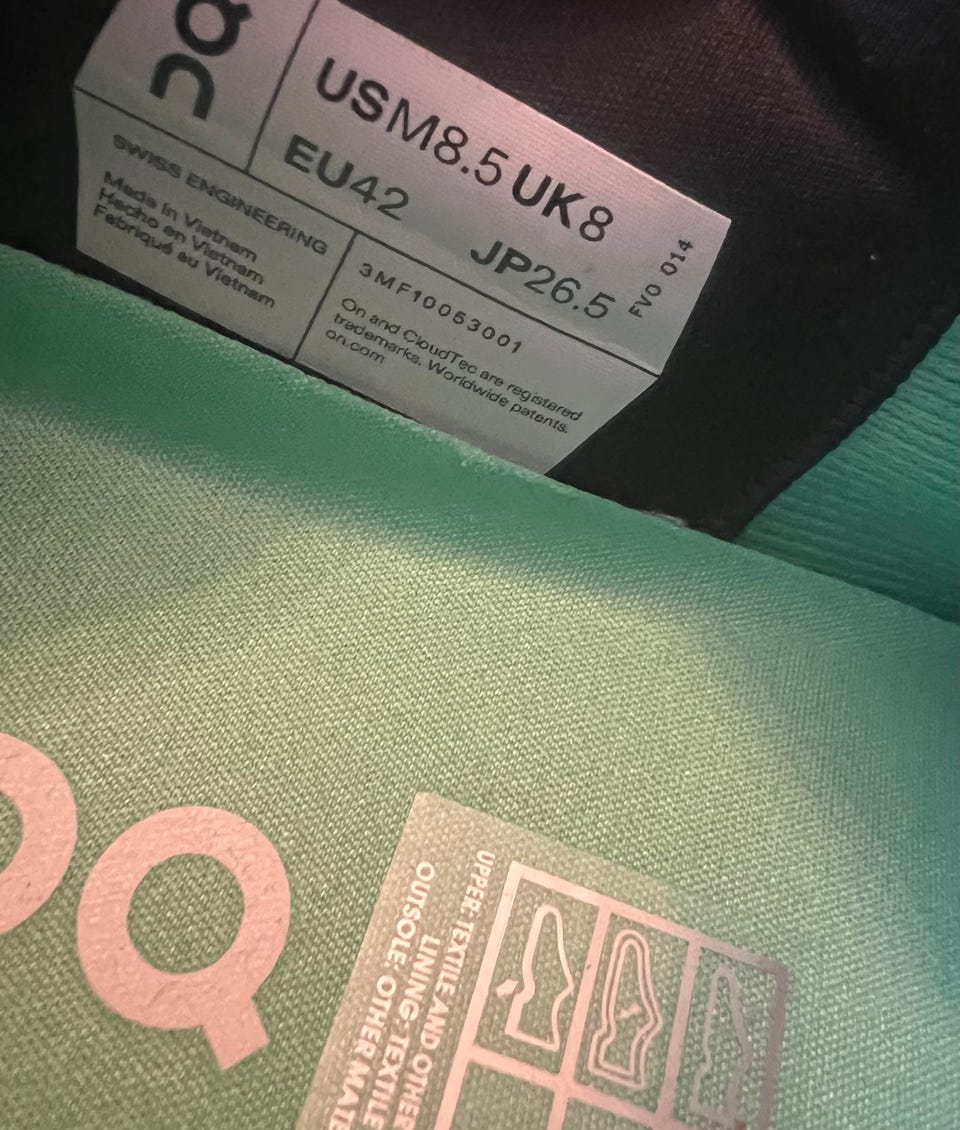 on
USM8.5 UK8
EU42
JP26.5
FV0 014
SWISS ENGINEERING
Made in Vietnam
Hecho en Vietnam
Fabriqué au Vietnam
3MF10053001
On and CloudTec are registered
trademarks. Worldwide patents.
on.com
UPPER: TEXTILE AND OTHER
LINING: TEXTILE
OUTSOLE: OTHER